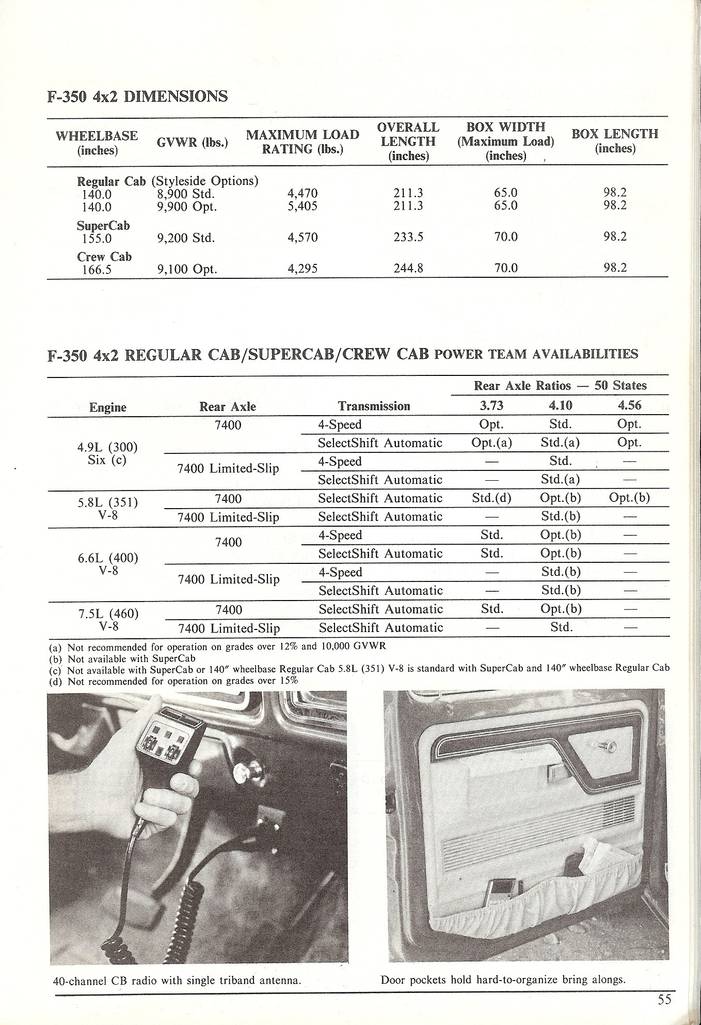 F-350 4x2 DIMENSIONS
WHEELBASE (inches) GVWR (lbs.) MAXIMUM LOAD RATING (lbs.) OVERALL LENGTH (inches) BOX WIDTH (Maximum Load) (inches) BOX LENGTH (inches)
Regular Cab (Styleside Options)
140.0 8,900 Std. 4,470 211.3 65.0 98.2
140.0 9,900 Opt. 5,405 211.3 65.0 98.2
SuperCab
155.0 9,200 Std. 4,570 233.5 70.0 98.2
Crew Cab
166.5 9,100 Opt. 4,295 244.8 70.0 98.2
F-350 4x2 REGULAR CAB/SUPERCAB/CREW CAB POWER TEAM AVAILABILITIES
Rear Axle Ratios — 50 States
Engine Rear Axle Transmission 3.73 4.10 4.56
4.9L (300) Six (c) 7400 4-Speed Opt. Std. Opt.
SelectShift Automatic Opt.(a) Std.(a) Opt.
7400 Limited-Slip 4-Speed — Std. —
SelectShift Automatic — Std.(a) —
5.8L (351) V-8 7400 SelectShift Automatic Std.(d) Opt.(b) Opt.(b)
7400 Limited-Slip SelectShift Automatic — Std.(b) —
6.6L (400) V-8 7400 4-Speed Std. Opt.(b) —
SelectShift Automatic Std. Opt.(b) —
7400 Limited-Slip 4-Speed — Std.(b) —
SelectShift Automatic — Std.(b) —
7.5L (460) V-8 7400 SelectShift Automatic Std. Opt.(b) —
7400 Limited-Slip SelectShift Automatic — Std. —
(a) Not recommended for operation on grades over 12% and 10,000 GVWR
(b) Not available with SuperCab
(c) Not available with SuperCab or 140″ wheelbase Regular Cab 5.8L (351) V-8 is standard with SuperCab and 140″ wheelbase Regular Cab
(d) Not recommended for operation on grades over 15%
40-channel CB radio with single triband antenna.
Door pockets hold hard-to-organize bring alongs.
55